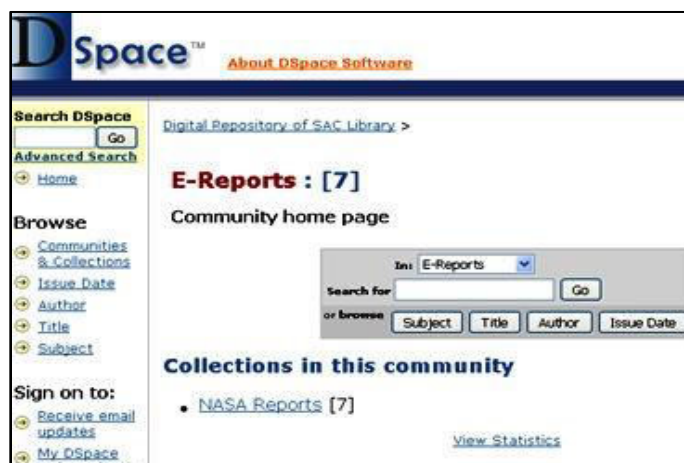 DSpace™
About DSpace Software
Search DSpace
Go
Advanced Search
Home
Browse
Communities
& Collections
Issue Date
Author
Title
Subject
Sign on to:
Receive email
updates
My DSpace
Digital Repository of SAC Library >
E-Reports : [7]
Community home page
In: E-Reports
Search for Go
or browse Subject Title Author Issue Date
Collections in this community
NASA Reports [7]
View Statistics